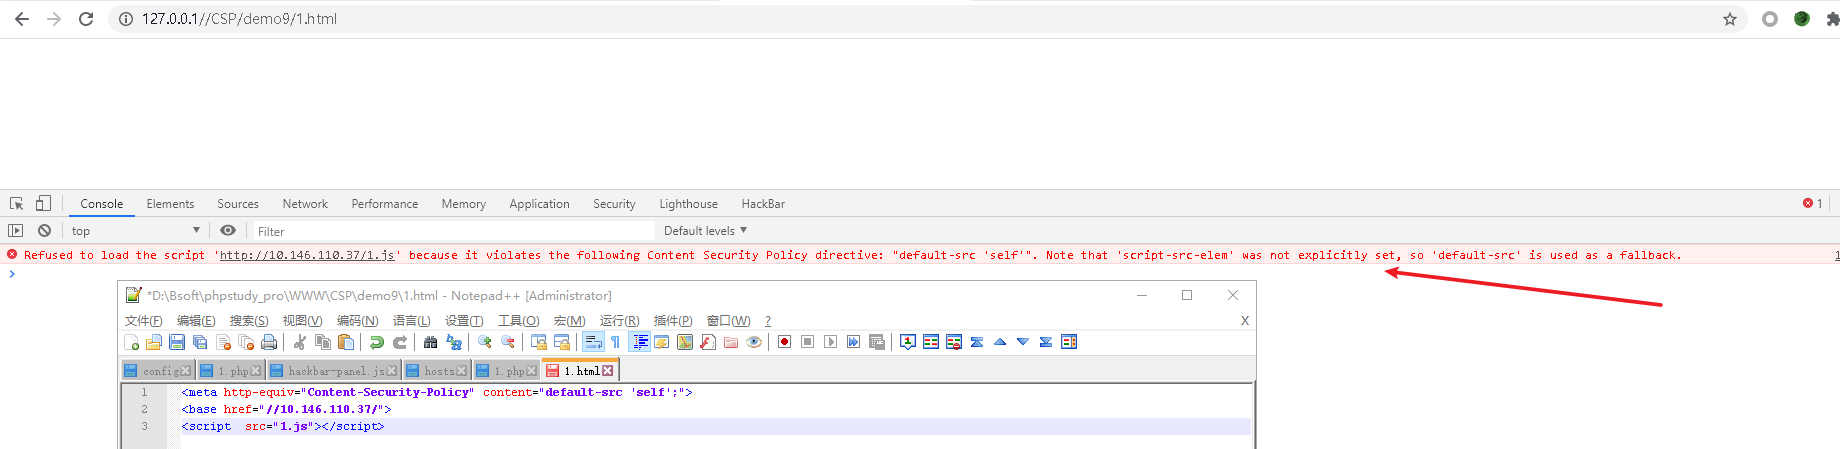 127.0.0.1//CSP/demo9/1.html
Console Elements Sources Network Performance Memory Application Security Lighthouse HackBar 1
top Filter Default levels
Refused to load the script 'http://10.146.110.37/1.js' because it violates the following Content Security Policy directive: "default-src 'self'". Note that 'script-src-elem' was not explicitly set, so 'default-src' is used as a fallback. 1
*D:\Bsoft\phpstudy_pro\WWW\CSP\demo9\1.html - Notepad++ [Administrator]
文件(F) 编辑(E) 搜索(S) 视图(V) 编码(N) 语言(L) 设置(T) 工具(O) 宏(M) 运行(R) 插件(P) 窗口(W) ? X
config 1.php hackbar-panel.js hosts 1.php 1.html
1 <meta http-equiv="Content-Security-Policy" content="default-src 'self';">
2 <base href="//10.146.110.37/">
3 <script  src="1.js"></script>